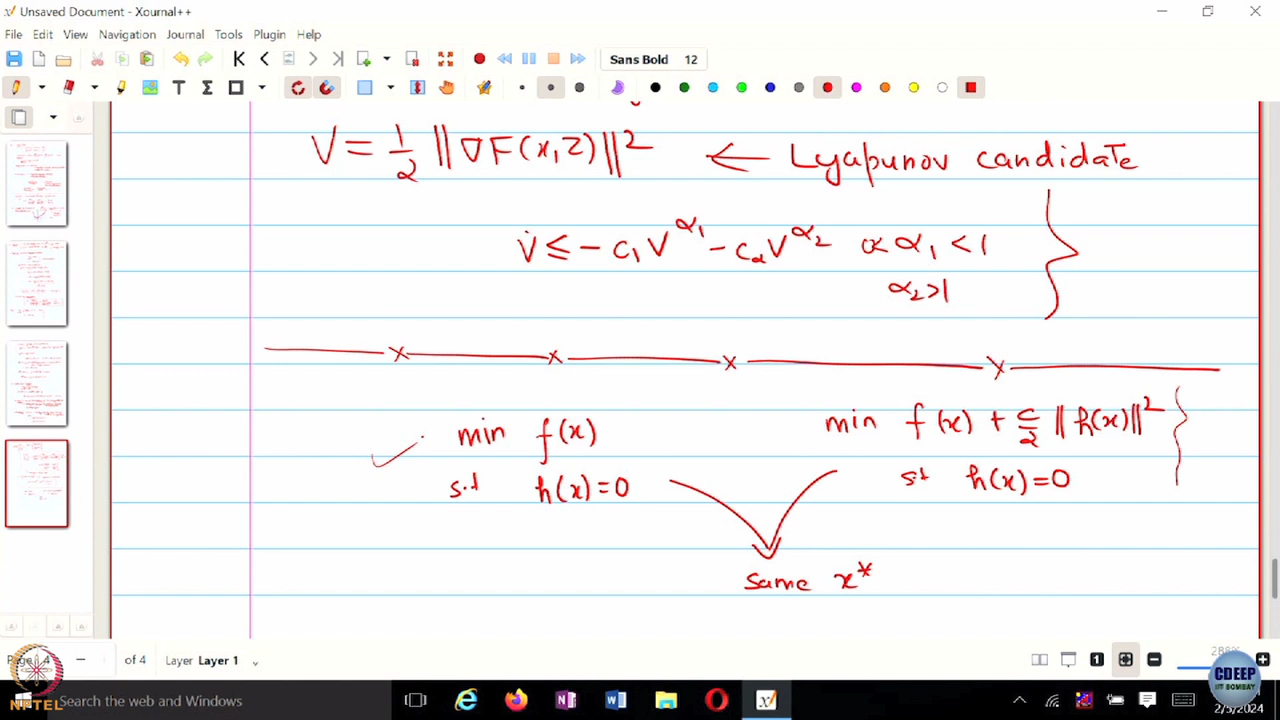 Unsaved Document - Xournal++
File Edit View Navigation Journal Tools Plugin Help
Sans Bold 12
V = 1/2 ||∇F(x,z)||² ← Lyapunov candidate
V̇ ≤ - c₁V^α₁ - c₂V^α₂ α α₁ < 1
α₂>1
min f(x)
s.t h(x)=0
min f(x) + c/2 ||h(x)||²
st h(x)=0
same x*
of 4 Layer Layer 1
288%
NPTEL
Search the web and Windows
CDEEP
IIT BOMBAY